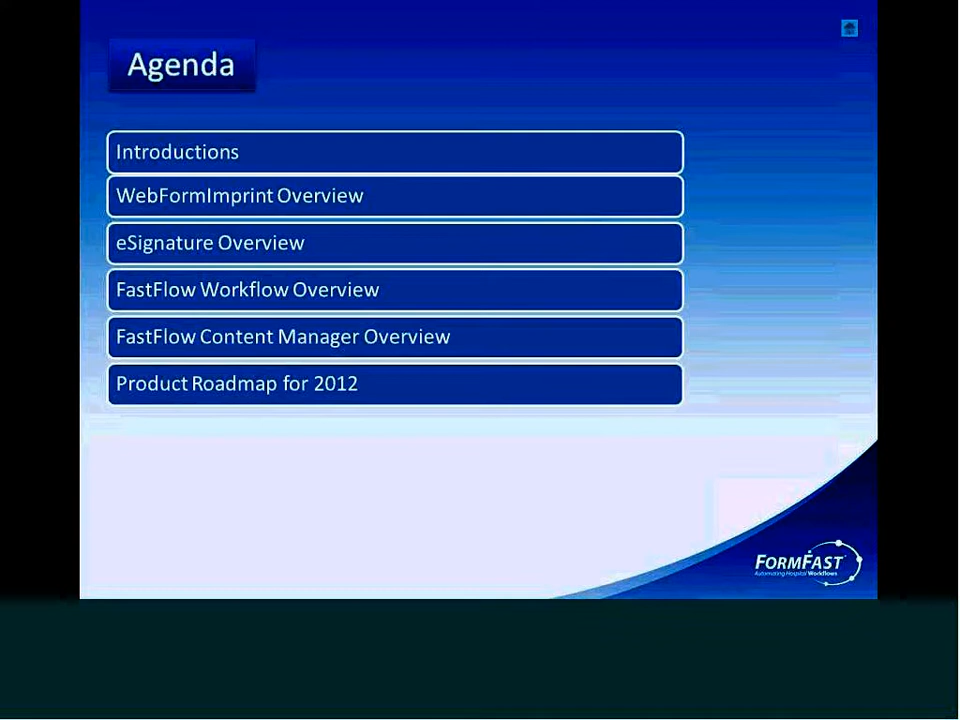 Agenda
Introductions
WebFormImprint Overview
eSignature Overview
FastFlow Workflow Overview
FastFlow Content Manager Overview
Product Roadmap for 2012
FORMFAST
Automating Hospital Workflows